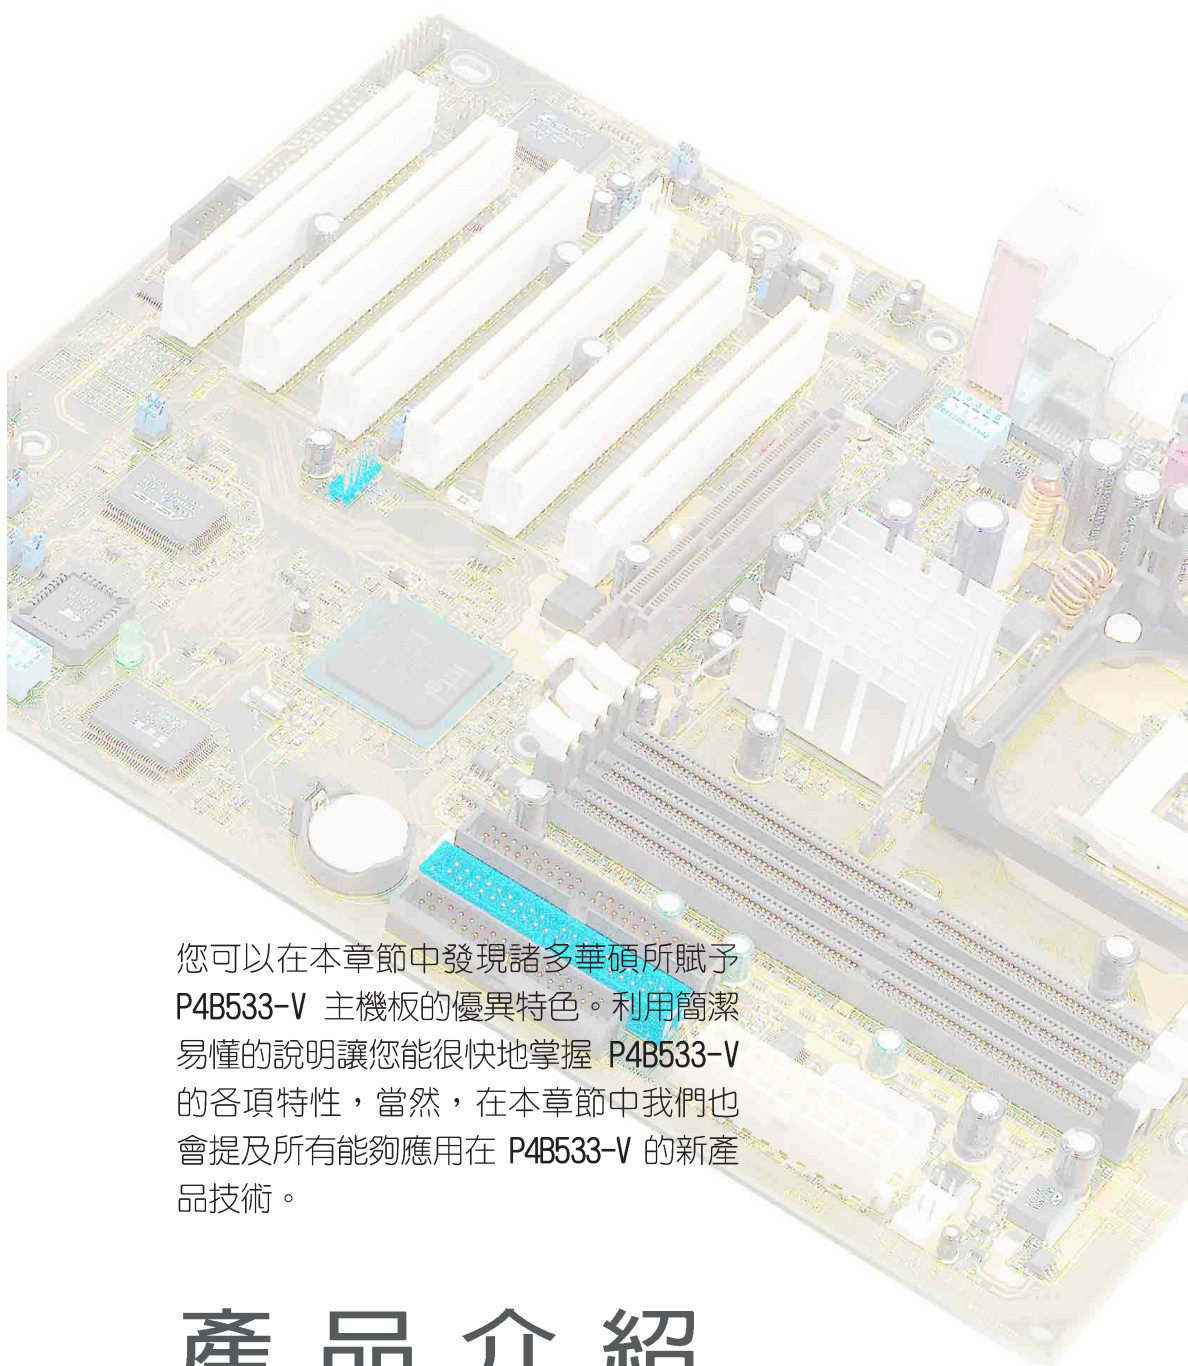 您可以在本章節中發現諸多華碩所賦予
P4B533-V 主機板的優異特色。利用簡潔
易懂的說明讓您能很快地掌握 P4B533-V
的各項特性，當然，在本章節中我們也
會提及所有能夠應用在 P4B533-V 的新產
品技術。
產品介紹